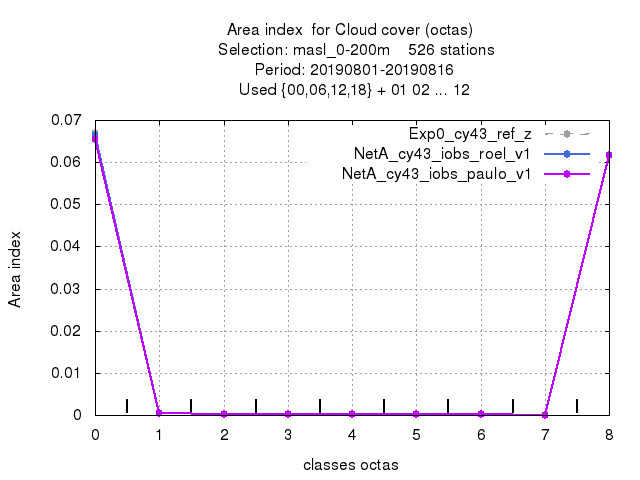 Area index  for Cloud cover (octas)
Selection: masl_0-200m    526 stations
Period: 20190801-20190816
Used {00,06,12,18} + 01 02 ... 12
Exp0_cy43_ref_z
NetA_cy43_iobs_roel_v1
NetA_cy43_iobs_paulo_v1
0.07
0.06
0.05
0.04
0.03
0.02
0.01
0
Area index
0 1 2 3 4 5 6 7 8
classes octas